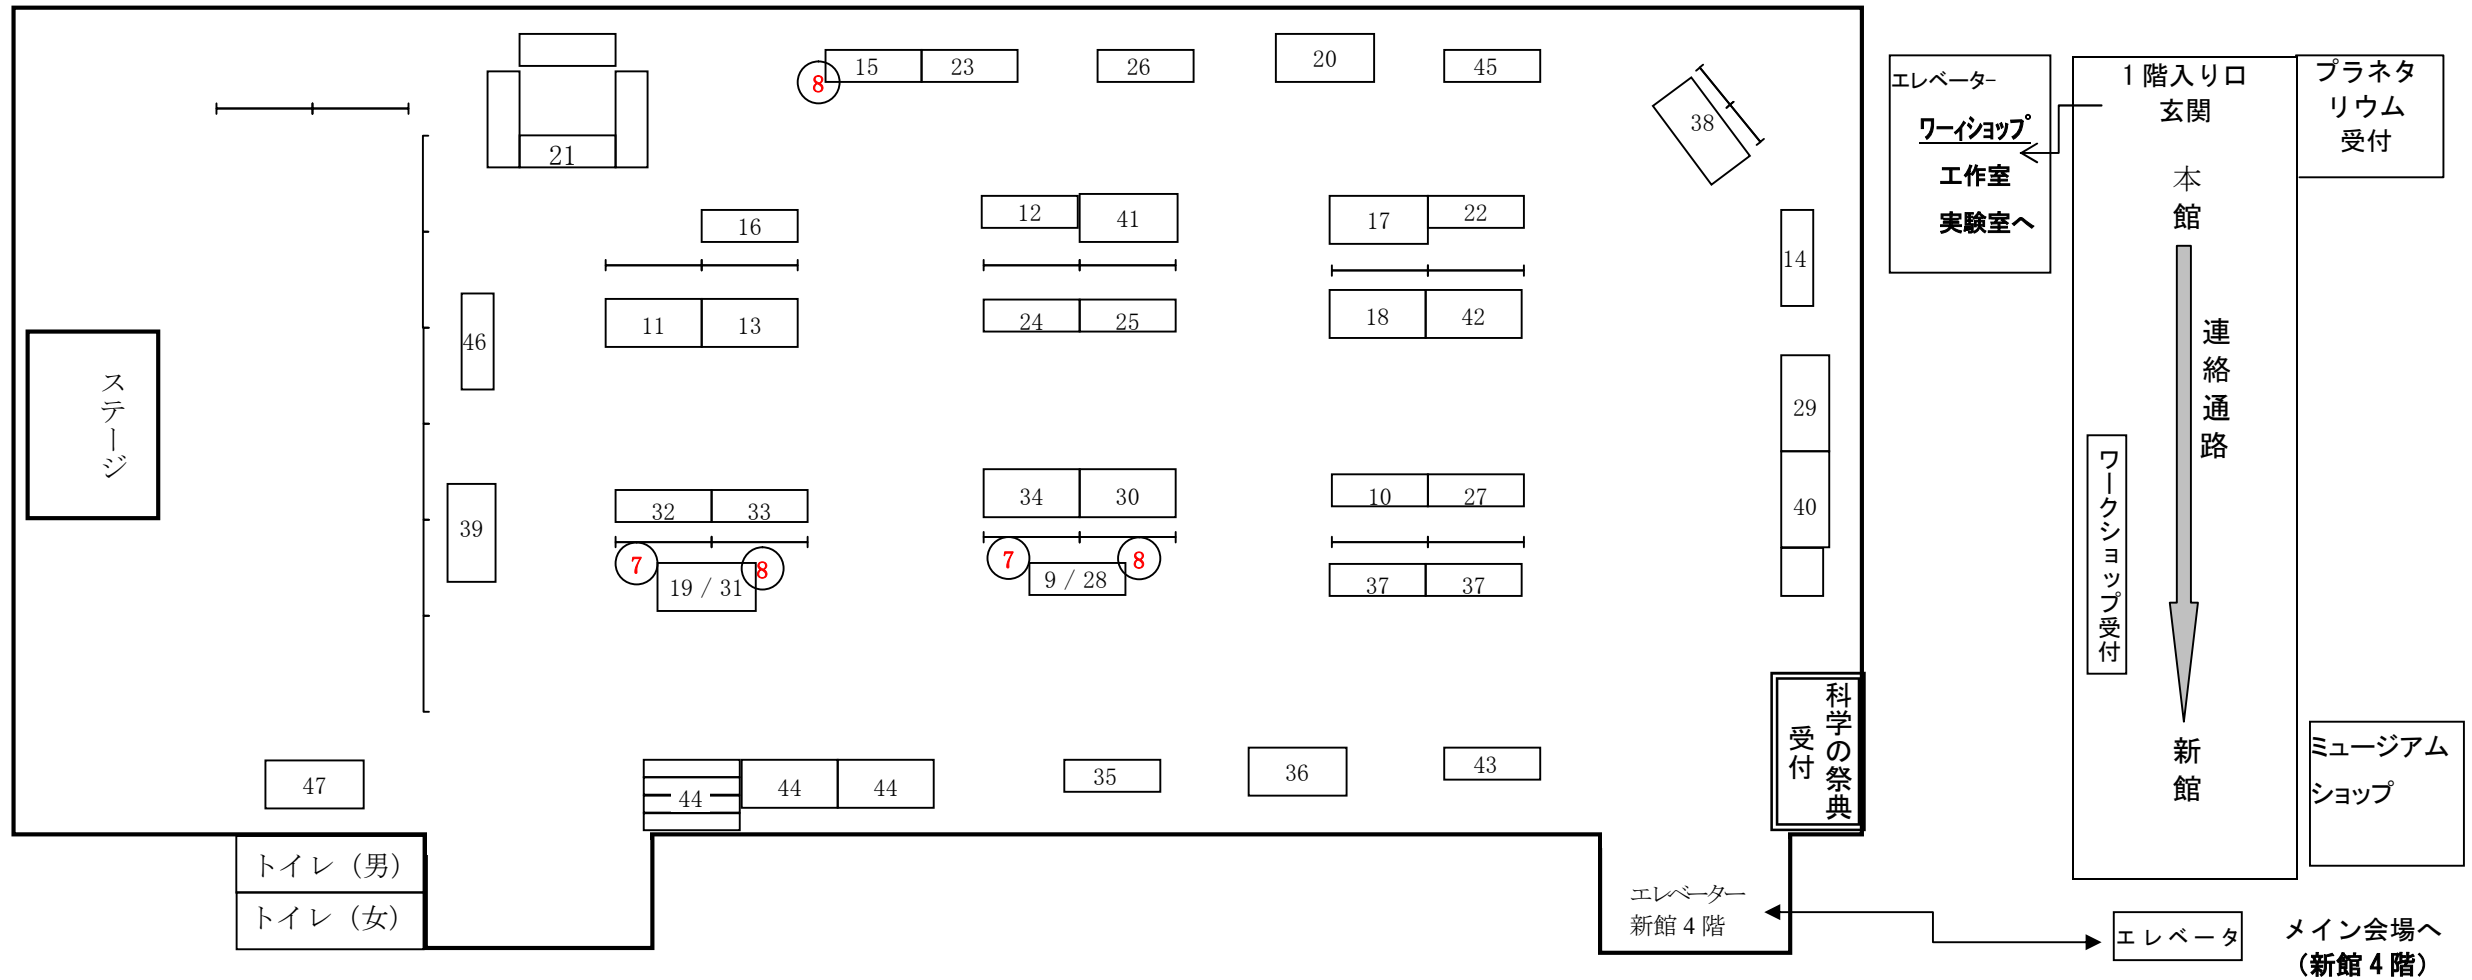 15
23
26
20
45
8
38
21
16
12
41
17
22
14
11
13
24
25
18
42
46
ステージ
29
39
32
33
34
30
10
27
40
7
8
19 / 31
7
8
9 / 28
37
37
科学の祭典
受付
47
44
44
44
35
36
43
トイレ（男）
トイレ（女）
エレベーター
新館４階
エレベーター
ワーィショップ
工作室
実験室へ
１階入り口
玄関
本館
連絡通路
新館
ワークショップ受付
プラネタ
リウム
受付
ミュージアム
ショップ
エレベータ
メイン会場へ
（新館４階）